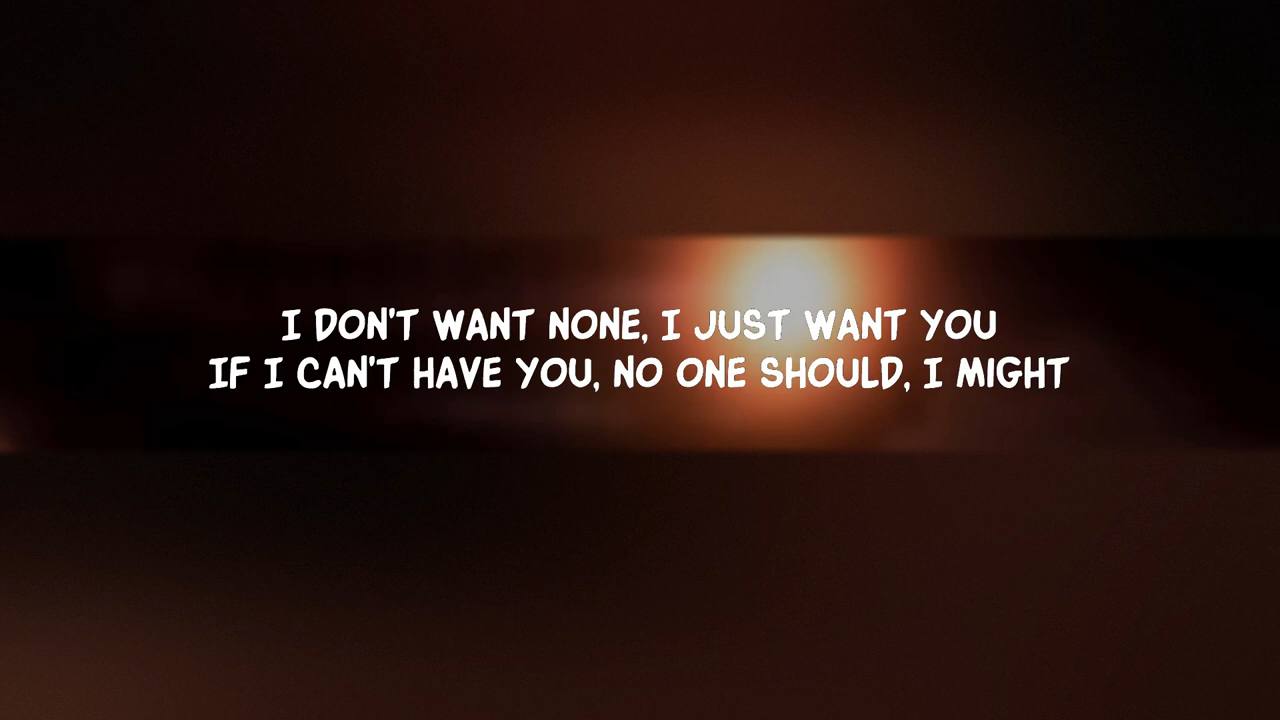 I DON'T WANT NONE, I JUST WANT YOU
IF I CAN'T HAVE YOU, NO ONE SHOULD, I MIGHT